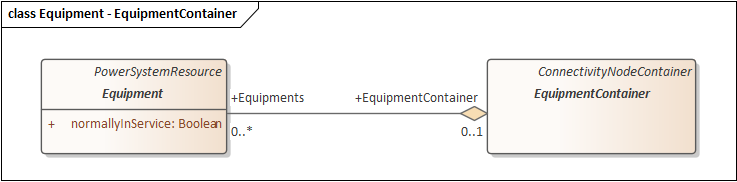 class Equipment - EquipmentContainer
PowerSystemResource
Equipment
+ normallyInService: Boolean
+Equipments
0..*
+EquipmentContainer
0..1
ConnectivityNodeContainer
EquipmentContainer